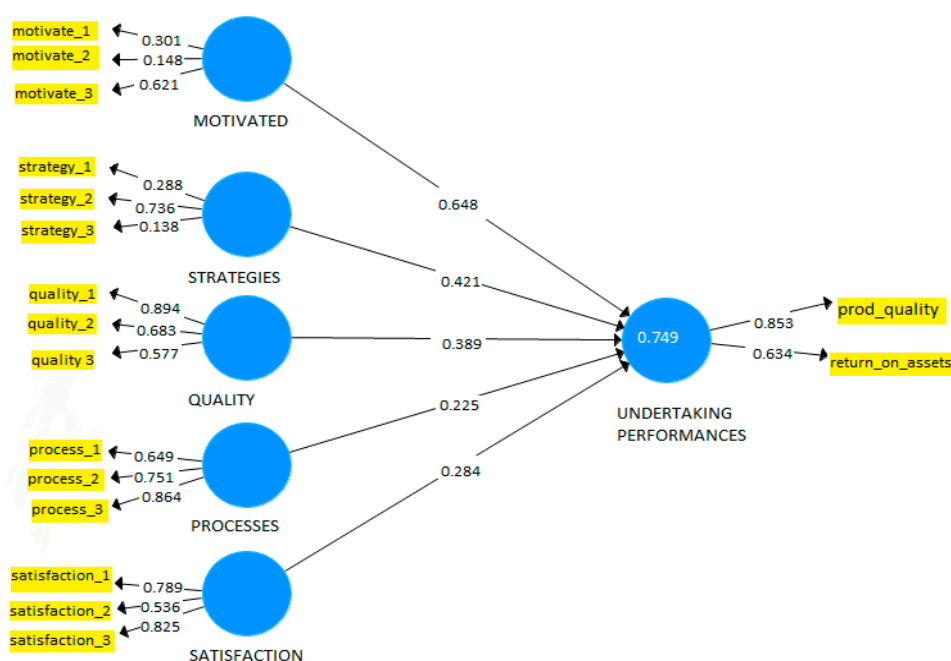 motivate_1
0.301
motivate_2
0.148
motivate_3
0.621
MOTIVATED
0.648
strategy_1
0.288
strategy_2
0.736
strategy_3
0.138
STRATEGIES
0.421
quality_1
0.894
quality_2
0.683
quality 3
0.577
QUALITY
0.389
0.749
prod_quality
0.853
return_on_assets
0.634
UNDERTAKING
PERFORMANCES
process_1
0.649
process_2
0.751
process_3
0.864
PROCESSES
0.225
satisfaction_1
0.789
satisfaction_2
0.536
satisfaction_3
0.825
SATISFACTION
0.284